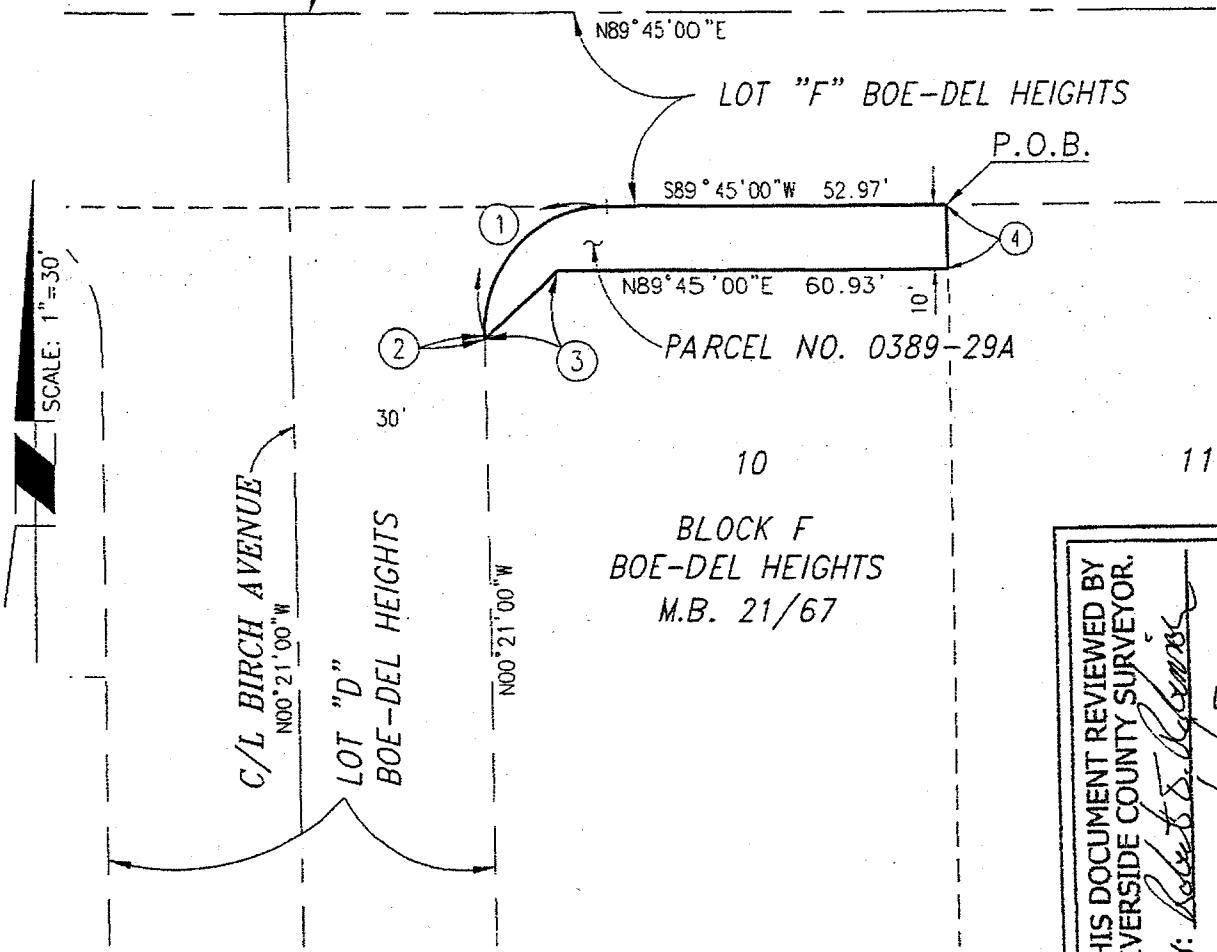 N89°45'00"E
LOT "F" BOE-DEL HEIGHTS
P.O.B.
S89°45'00"W 52.97'
1
4
N89°45'00"E 60.93'
10'
SCALE: 1"=30'
2
3
PARCEL NO. 0389-29A
30'
10
11
BLOCK F
BOE-DEL HEIGHTS
M.B. 21/67
C/L BIRCH AVENUE
N00°21'00"W
LOT "D"
BOE-DEL HEIGHTS
N00°21'00"W
HIS DOCUMENT REVIEWED BY
VERSIDE COUNTY SURVEYOR.